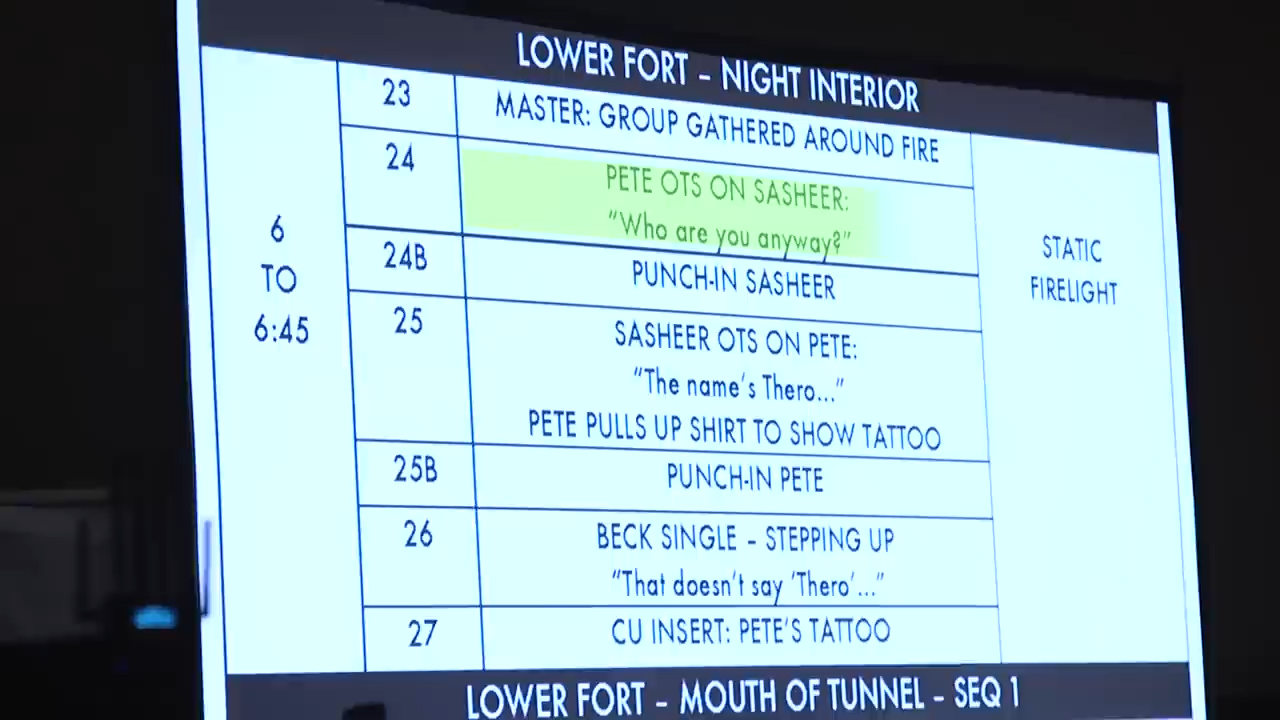 LOWER FORT – NIGHT INTERIOR
6
TO
6:45
23
MASTER: GROUP GATHERED AROUND FIRE
24
PETE OTS ON SASHEER:
“Who are you anyway?”
24B
PUNCH-IN SASHEER
25
SASHEER OTS ON PETE:
“The name’s Thero...”
PETE PULLS UP SHIRT TO SHOW TATTOO
25B
PUNCH-IN PETE
26
BECK SINGLE – STEPPING UP
“That doesn’t say ‘Thero’...”
27
CU INSERT: PETE’S TATTOO
STATIC
FIRELIGHT
LOWER FORT – MOUTH OF TUNNEL – SEQ 1